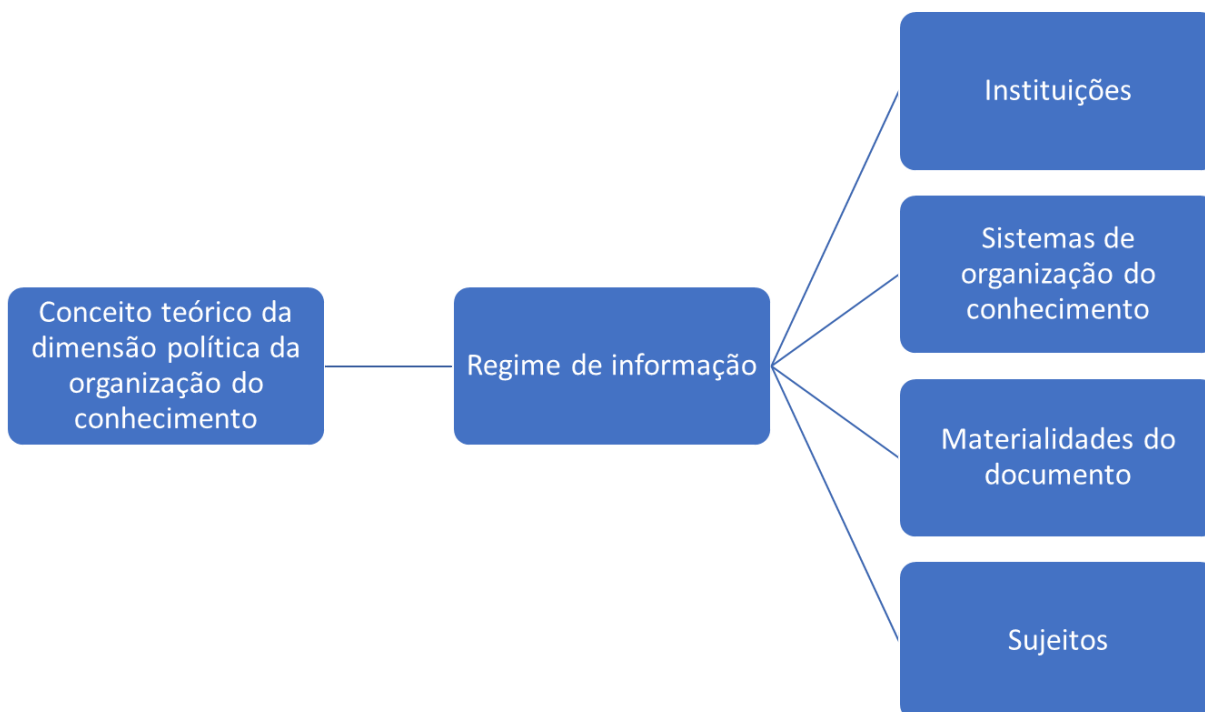 Conceito teórico da
dimensão política da
organização do
conhecimento
Regime de informação
Instituições
Sistemas de
organização do
conhecimento
Materialidades do
documento
Sujeitos